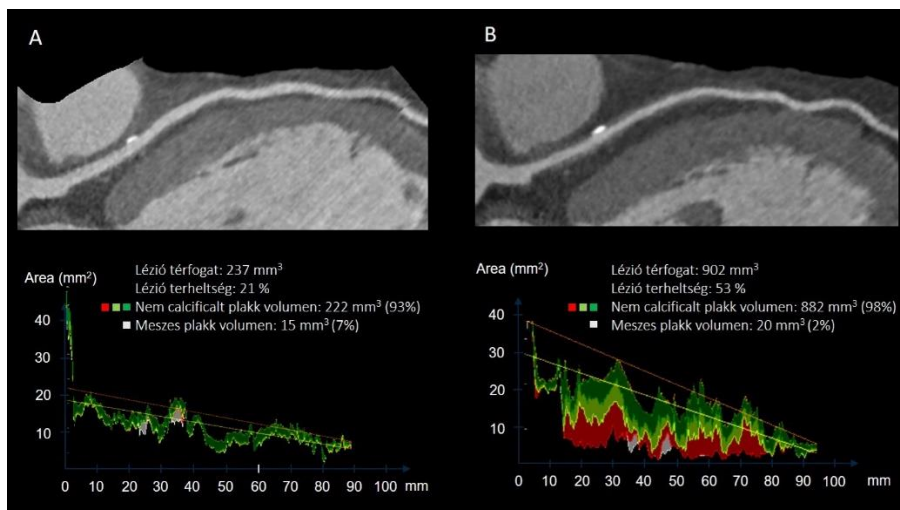 A
Area (mm²)
Lézió térfogat: 237 mm³
Lézió terheltség: 21 %
Nem calcificalt plakk volumen: 222 mm³ (93%)
Meszes plakk volumen: 15 mm³ (7%)
40
30
20
10
0 10 20 30 40 50 60 70 80 90 100 mm
B
Area (mm²)
Lézió térfogat: 902 mm³
Lézió terheltség: 53 %
Nem calcificalt plakk volumen: 882 mm³ (98%)
Meszes plakk volumen: 20 mm³ (2%)
40
30
20
10
0 10 20 30 40 50 60 70 80 90 100 mm